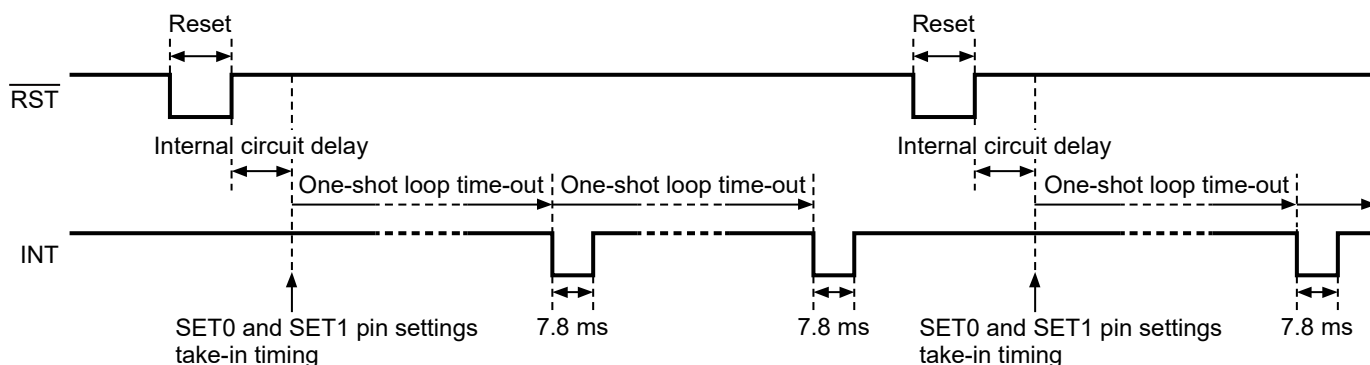 Reset
Reset
RST
Internal circuit delay
Internal circuit delay
One-shot loop time-out
One-shot loop time-out
One-shot loop time-out
INT
SET0 and SET1 pin settings
take-in timing
7.8 ms
7.8 ms
SET0 and SET1 pin settings
take-in timing
7.8 ms